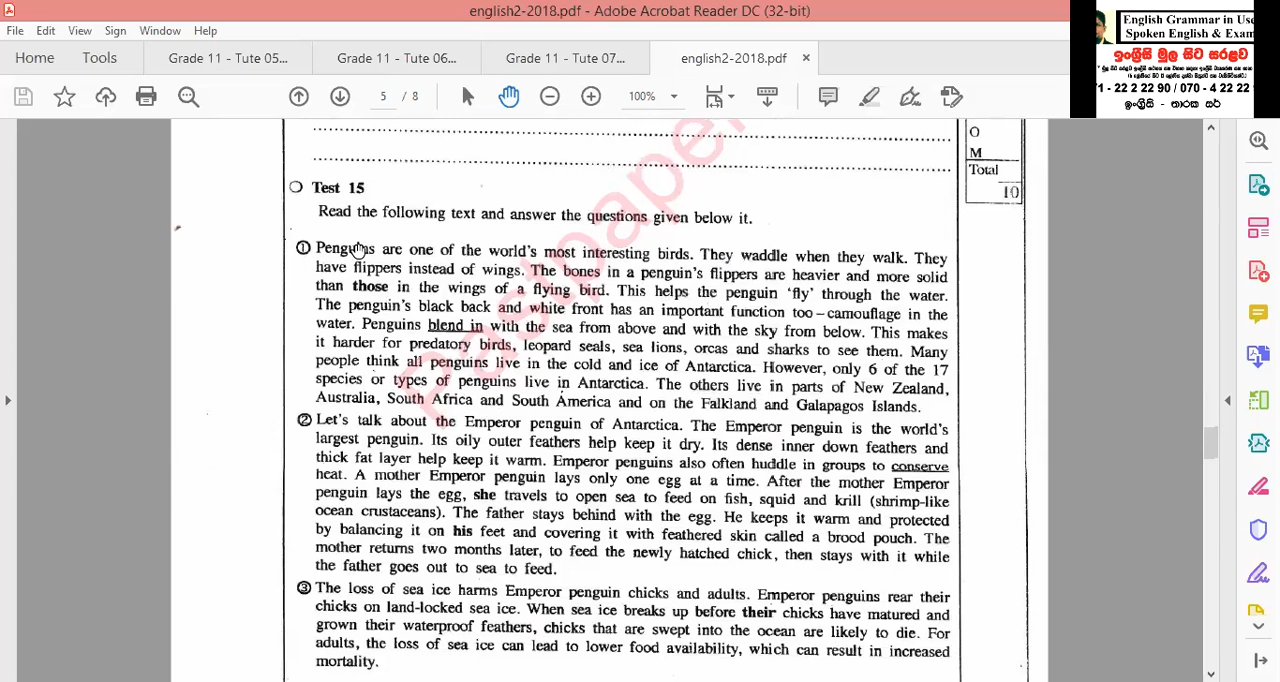 english2-2018.pdf - Adobe Acrobat Reader DC (32-bit)
File Edit View Sign Window Help
Home Tools Grade 11 - Tute 05... Grade 11 - Tute 06... Grade 11 - Tute 07... english2-2018.pdf ×
5 / 8 100%
English Grammar in Use
Spoken English & Exam
ඉංග්‍රීසි මුල සිට සරළව
71 - 22 2 22 90 / 070 - 4 22 22
ඉංග්‍රීසි - තාරක සර්
O
M
Total
10
Test 15
Read the following text and answer the questions given below it.
① Penguins are one of the world's most interesting birds. They waddle when they walk. They
have flippers instead of wings. The bones in a penguin's flippers are heavier and more solid
than those in the wings of a flying bird. This helps the penguin 'fly' through the water.
The penguin's black back and white front has an important function too – camouflage in the
water. Penguins blend in with the sea from above and with the sky from below. This makes
it harder for predatory birds, leopard seals, sea lions, orcas and sharks to see them. Many
people think all penguins live in the cold and ice of Antarctica. However, only 6 of the 17
species or types of penguins live in Antarctica. The others live in parts of New Zealand,
Australia, South Africa and South America and on the Falkland and Galapagos Islands.
② Let's talk about the Emperor penguin of Antarctica. The Emperor penguin is the world's
largest penguin. Its oily outer feathers help keep it dry. Its dense inner down feathers and
thick fat layer help keep it warm. Emperor penguins also often huddle in groups to conserve
heat. A mother Emperor penguin lays only one egg at a time. After the mother Emperor
penguin lays the egg, she travels to open sea to feed on fish, squid and krill (shrimp-like
ocean crustaceans). The father stays behind with the egg. He keeps it warm and protected
by balancing it on his feet and covering it with feathered skin called a brood pouch. The
mother returns two months later, to feed the newly hatched chick, then stays with it while
the father goes out to sea to feed.
③ The loss of sea ice harms Emperor penguin chicks and adults. Emperor penguins rear their
chicks on land-locked sea ice. When sea ice breaks up before their chicks have matured and
grown their waterproof feathers, chicks that are swept into the ocean are likely to die. For
adults, the loss of sea ice can lead to lower food availability, which can result in increased
mortality.
Pastpaper